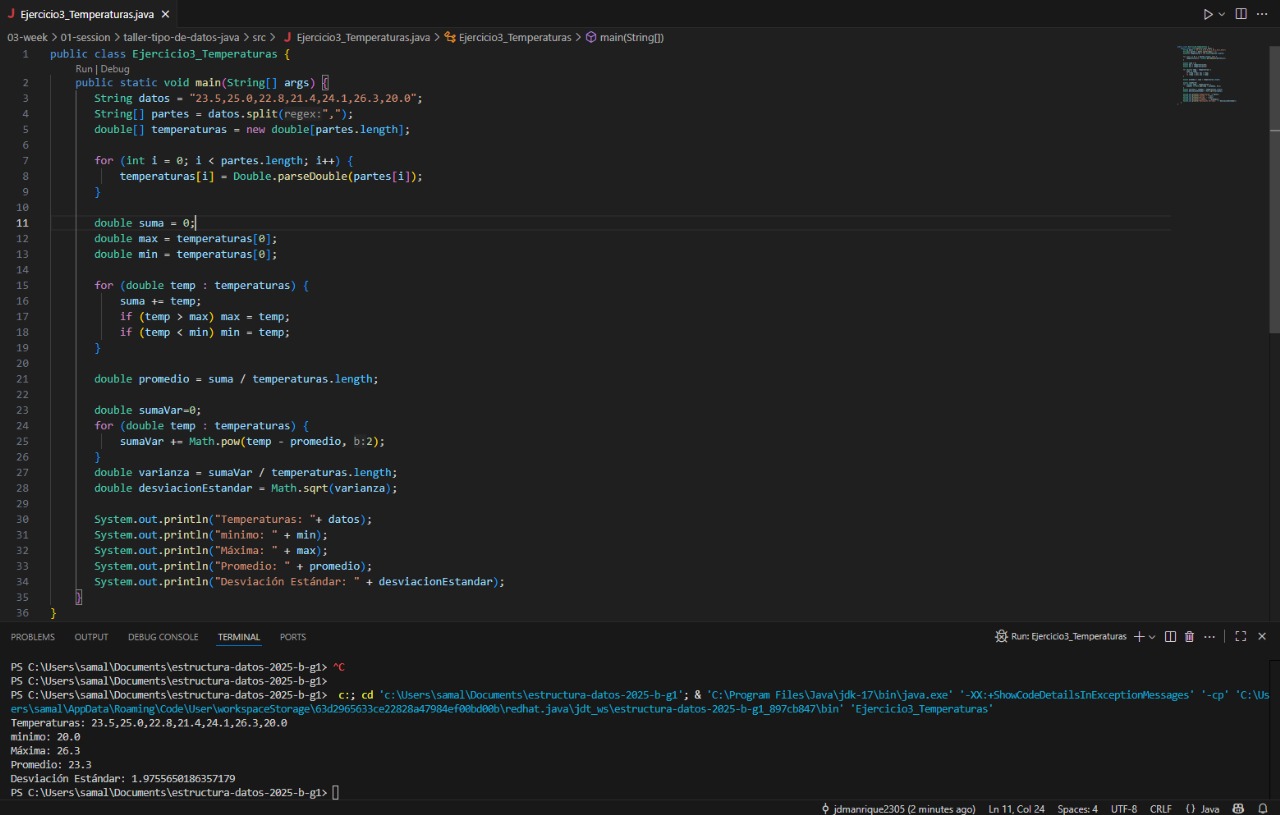 J Ejercicio3_Temperaturas.java ×
03-week > 01-session > taller-tipo-de-datos-java > src > J Ejercicio3_Temperaturas.java > Ejercicio3_Temperaturas > main(String[])
1 public class Ejercicio3_Temperaturas {
Run | Debug
2 public static void main(String[] args) {
3 String datos = "23.5,25.0,22.8,21.4,24.1,26.3,20.0";
4 String[] partes = datos.split(regex:",");
5 double[] temperaturas = new double[partes.length];
6
7 for (int i = 0; i < partes.length; i++) {
8 temperaturas[i] = Double.parseDouble(partes[i]);
9 }
10
11 double suma = 0;
12 double max = temperaturas[0];
13 double min = temperaturas[0];
14
15 for (double temp : temperaturas) {
16 suma += temp;
17 if (temp > max) max = temp;
18 if (temp < min) min = temp;
19 }
20
21 double promedio = suma / temperaturas.length;
22
23 double sumaVar=0;
24 for (double temp : temperaturas) {
25 sumaVar += Math.pow(temp - promedio, b:2);
26 }
27 double varianza = sumaVar / temperaturas.length;
28 double desviacionEstandar = Math.sqrt(varianza);
29
30 System.out.println("Temperaturas: "+ datos);
31 System.out.println("minimo: " + min);
32 System.out.println("Máxima: " + max);
33 System.out.println("Promedio: " + promedio);
34 System.out.println("Desviación Estándar: " + desviacionEstandar);
35 }
36 }
PROBLEMS OUTPUT DEBUG CONSOLE TERMINAL PORTS Run: Ejercicio3_Temperaturas
PS C:\Users\samal\Documents\estructura-datos-2025-b-g1> ^C
PS C:\Users\samal\Documents\estructura-datos-2025-b-g1>
PS C:\Users\samal\Documents\estructura-datos-2025-b-g1> c:; cd 'c:\Users\samal\Documents\estructura-datos-2025-b-g1'; & 'C:\Program Files\Java\jdk-17\bin\java.exe' '-XX:+ShowCodeDetailsInExceptionMessages' '-cp' 'C:\Us
ers\samal\AppData\Roaming\Code\User\workspaceStorage\63d2965633ce22828a47984ef00bd00b\redhat.java\jdt_ws\estructura-datos-2025-b-g1_897cb847\bin' 'Ejercicio3_Temperaturas'
Temperaturas: 23.5,25.0,22.8,21.4,24.1,26.3,20.0
minimo: 20.0
Máxima: 26.3
Promedio: 23.3
Desviación Estándar: 1.9755650186357179
PS C:\Users\samal\Documents\estructura-datos-2025-b-g1>
jdmanrique2305 (2 minutes ago) Ln 11, Col 24 Spaces: 4 UTF-8 CRLF {} Java